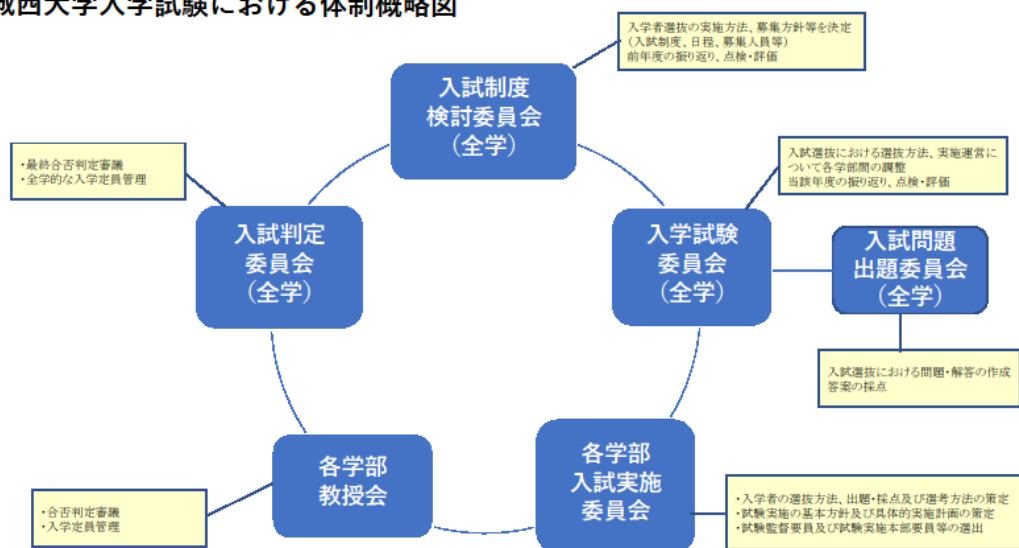 城西大学入学試験における体制概略図
入学者選抜の実施方法、募集方針等を決定
(入試制度、日程、募集人員等)
前年度の振り返り、点検・評価
入試制度
検討委員会
(全学)
・最終合否判定審議
・全学的な入学定員管理
入試選抜における選抜方法、実施運営に
ついて各学部間の調整
当該年度の振り返り、点検・評価
入試判定
委員会
(全学)
入学試験
委員会
(全学)
入試問題
出題委員会
(全学)
入試選抜における問題・解答の作成
答案の採点
各学部
教授会
各学部
入試実施
委員会
・合否判定審議
・入学定員管理
・入学者の選抜方法、出題・採点及び選考方法の策定
・試験実施の基本方針及び具体的実施計画の策定
・試験監督要員及び試験実施本部要員等の選出